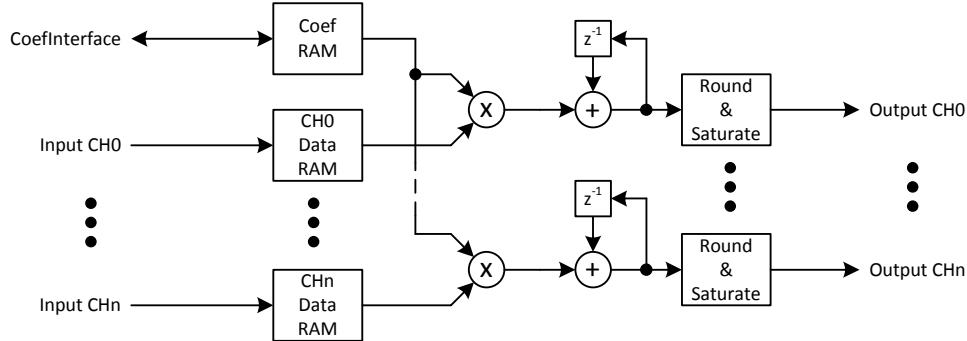 CoefInterface
Coef
RAM
z-1
Round
&
Saturate
Input CH0
CH0
Data
RAM
X
+
Output CH0
z-1
Round
&
Saturate
Input CHn
CHn
Data
RAM
X
+
Output CHn